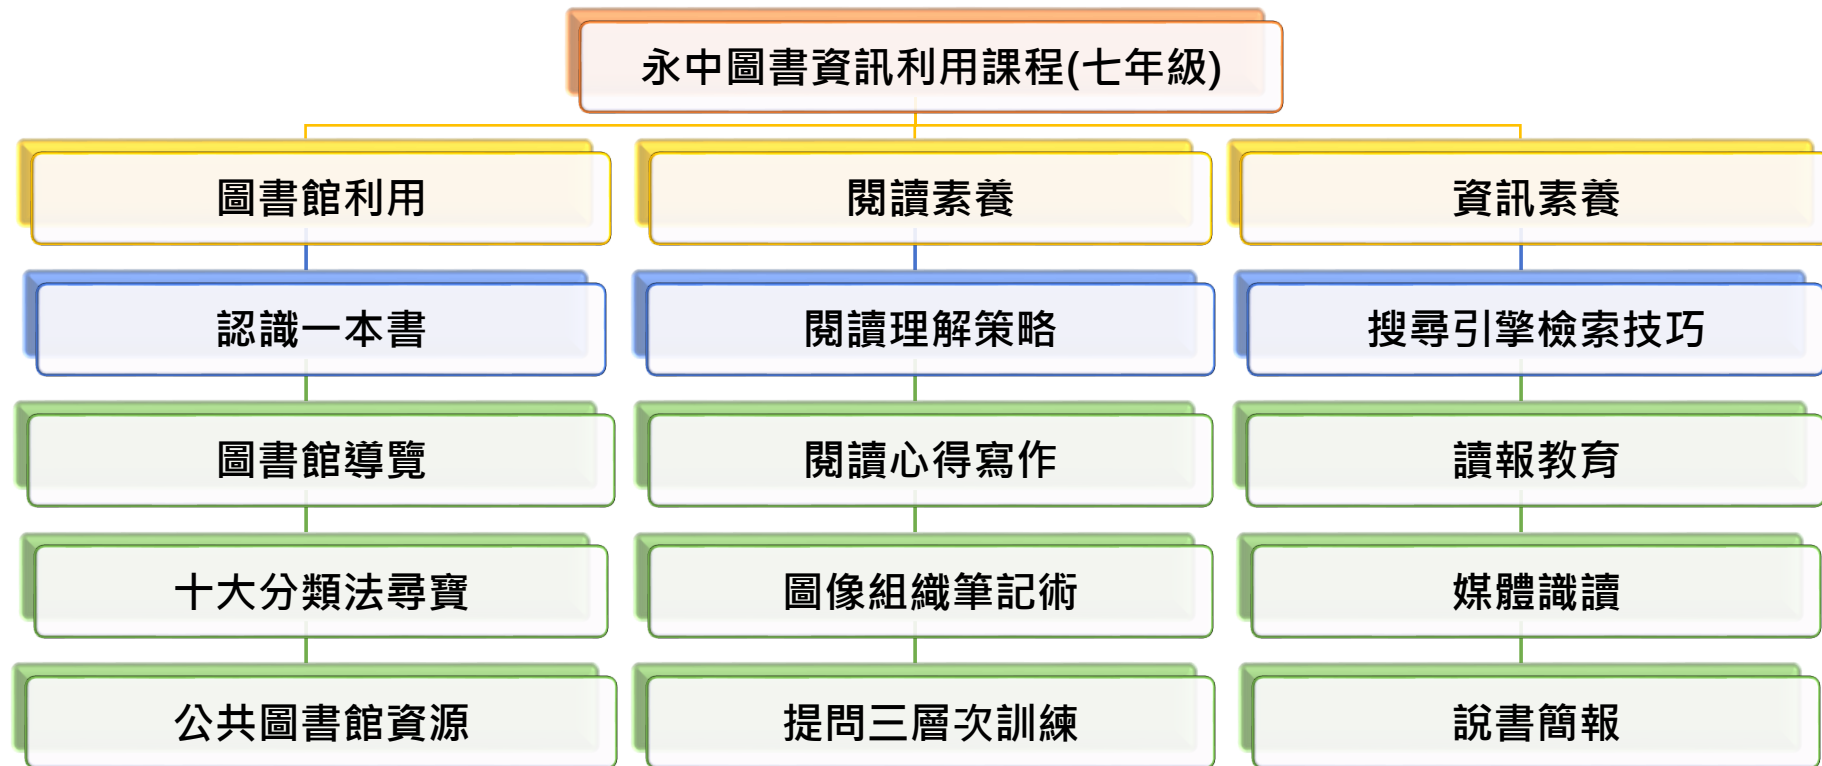 永中圖書資訊利用課程(七年級)
圖書館利用
閱讀素養
資訊素養
認識一本書
閱讀理解策略
搜尋引擎檢索技巧
圖書館導覽
閱讀心得寫作
讀報教育
十大分類法尋寶
圖像組織筆記術
媒體識讀
公共圖書館資源
提問三層次訓練
說書簡報